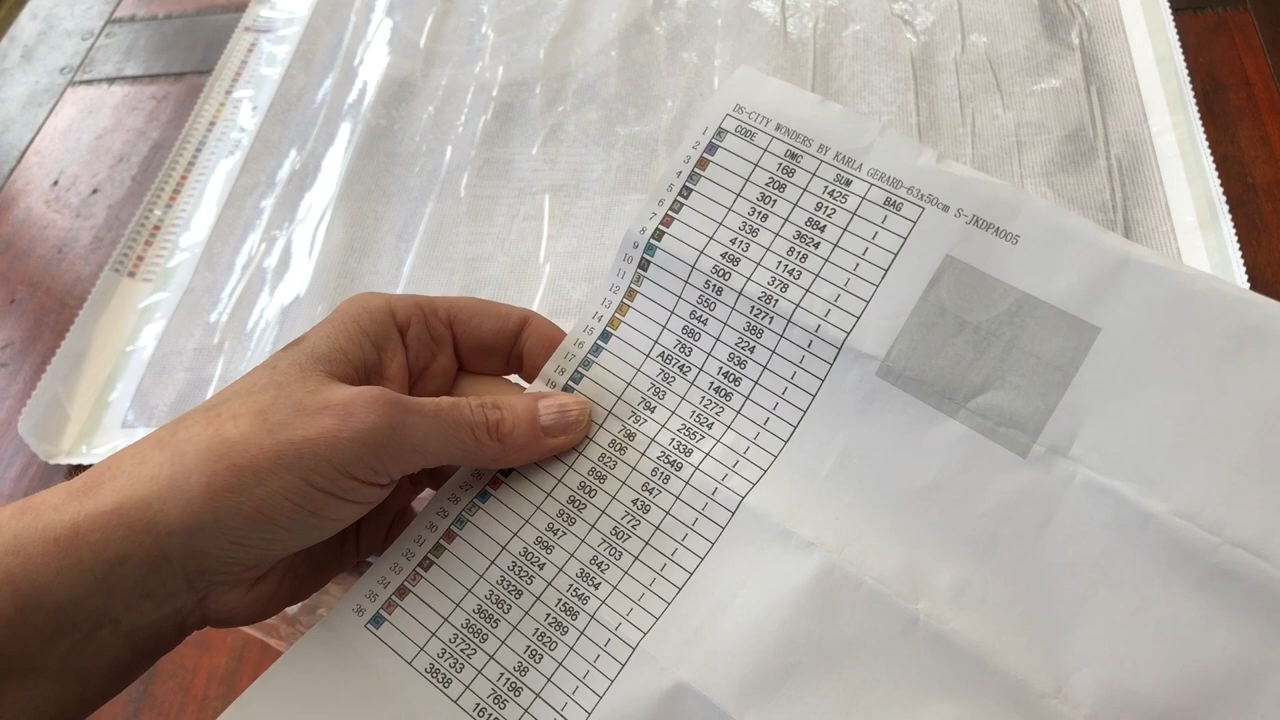 DS-CITY WONDERS BY KARLA GERARD-63x50cm S-JKDPA005
CODE DMC SUM BAG
1 K 168 1425 1
2 208 912 1
3 301 884 1
4 318 3624 1
5 336 818 1
6 413 1143 1
7 498 378 1
8 500 281 1
9 518 1271 1
10 550 388 1
11 644 224 1
12 680 936 1
13 783 1406 1
14 AB742 1406 1
15 792 1272 1
16 793 1524 1
17 794 2557 1
18 797 1338 1
19 798 2549 1
806 618 1
823 647 1
898 439 1
900 772 1
902 507 1
939 703 1
26 947 842 1
27 996 3854 1
28 3024 1546 1
29 3325 1586 1
30 3328 1289 1
31 3363 1820 1
32 3685 193 1
33 3689 38 1
34 3722 1196 1
35 3733 765 1
36 3838 1615